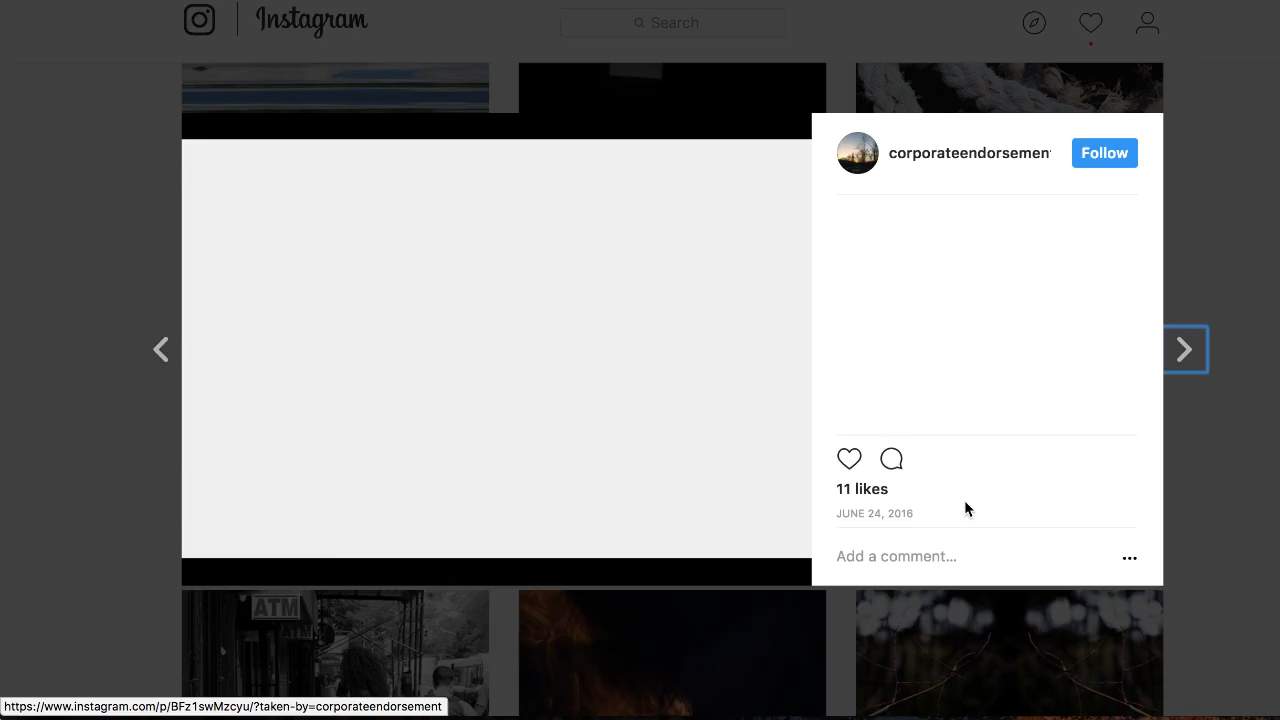 Instagram
Search
corporateendorsemen
Follow
11 likes
JUNE 24, 2016
Add a comment...
ATM
https://www.instagram.com/p/BFz1swMzcyu/?taken-by=corporateendorsement